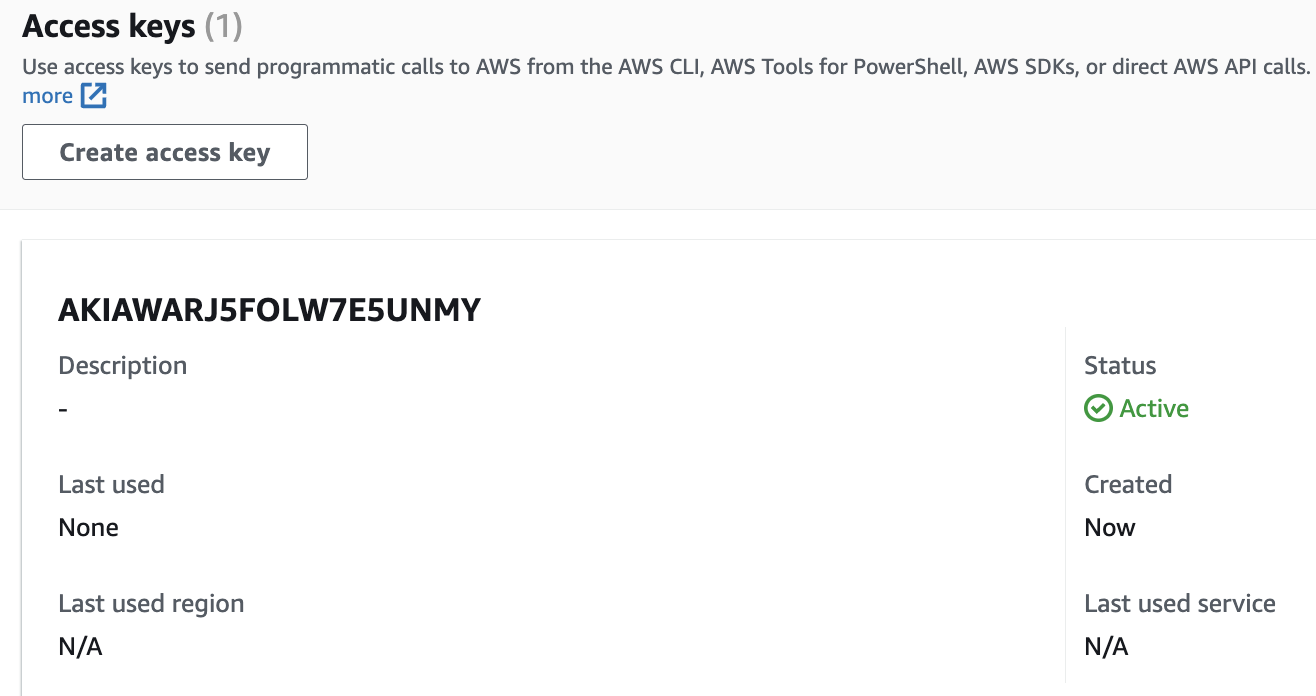 Access keys (1)
Use access keys to send programmatic calls to AWS from the AWS CLI, AWS Tools for PowerShell, AWS SDKs, or direct AWS API calls.
more
Create access key
AKIAWARJ5FOLW7E5UNMY
Description
-
Status
Active
Last used
None
Created
Now
Last used region
N/A
Last used service
N/A